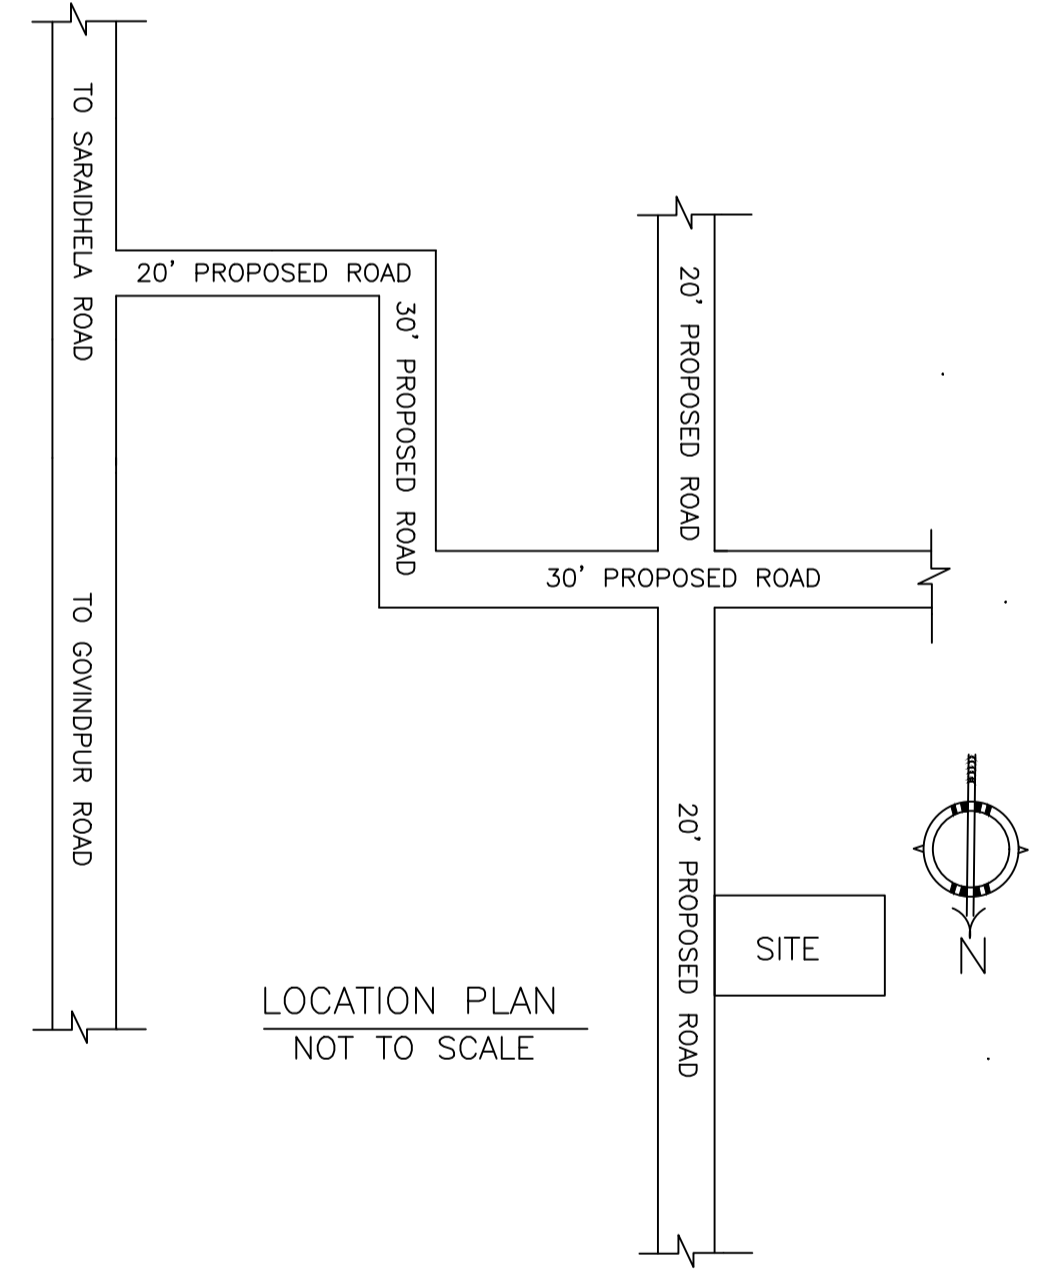 TO SARAIDHELA ROAD
20' PROPOSED ROAD
30' PROPOSED ROAD
20' PROPOSED ROAD
30' PROPOSED ROAD
TO GOVINDPUR ROAD
20' PROPOSED ROAD
SITE
N
LOCATION PLAN
NOT TO SCALE